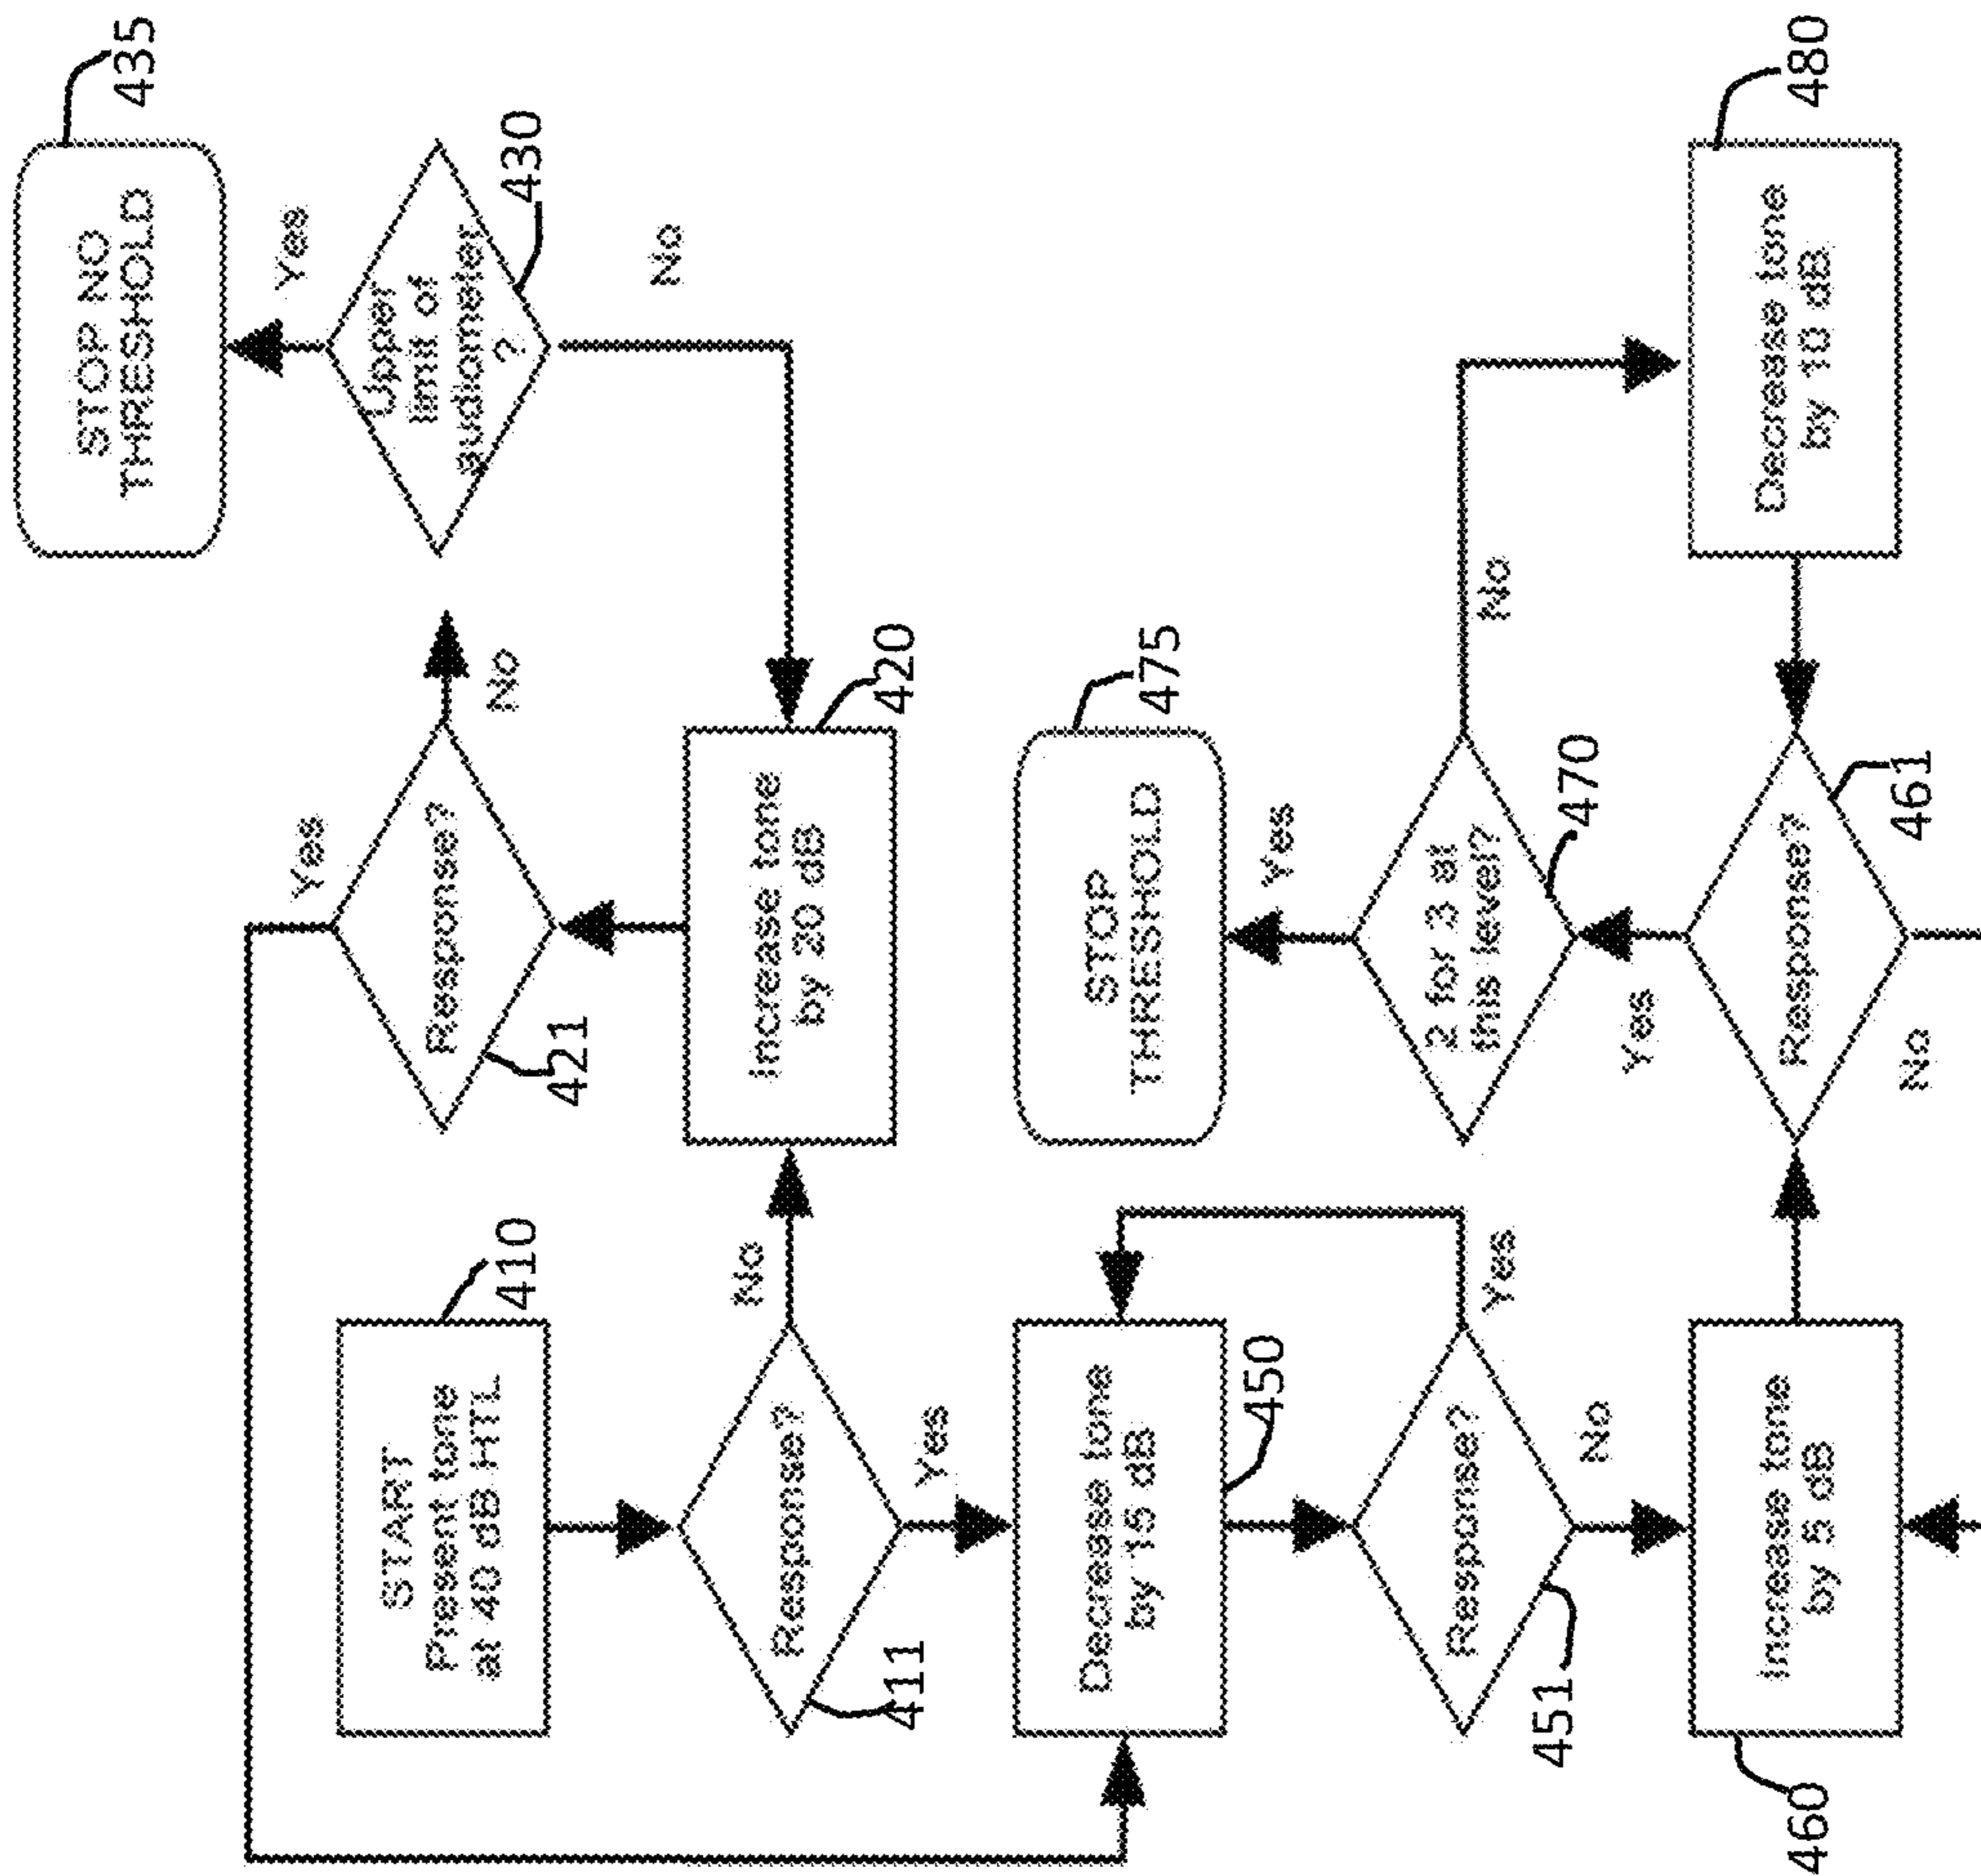 START
Present tone
at 40 dB HTL
410
Response?
411
No
Yes
Increase tone
by 20 dB
420
Response?
421
Yes
No
Upper
limit of
audiometer
?
430
Yes
No
STOP NO
THRESHOLD
435
Decrease tone
by 15 dB
450
Response?
451
Yes
No
Increase tone
by 5 dB
460
Response?
461
Yes
No
2 for 3 at
this level?
470
Yes
No
STOP
THRESHOLD
475
Decrease tone
by 10 dB
480